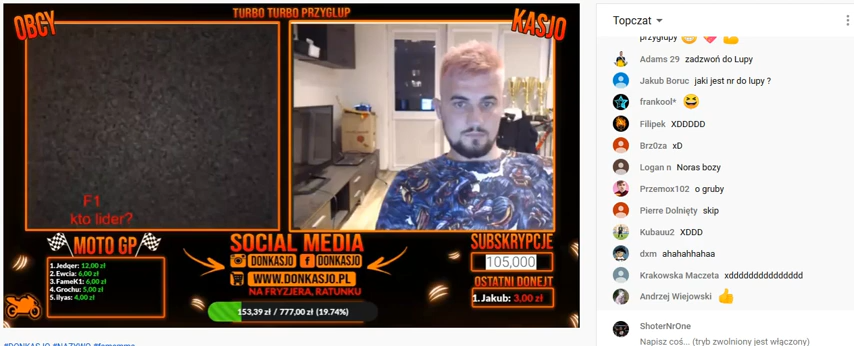 OBCY
TURBO TURBO PRZYGLUP
KASJO
F1
kto lider?
MOTO GP
1. Jedqer: 12,00 zł
2. Ewcia: 6,00 zł
3. FameK1: 6,00 zł
4. Grochu: 5,00 zł
5. ilyas: 4,00 zł
SOCIAL MEDIA
DONKASJO
DONKASJO
WWW.DONKASJO.PL
NA FRYZJERA, RATUNKU
153,39 zł / 777,00 zł (19.74%)
SUBSKRYPCJE
105,000
OSTATNI DONEJT
1. Jakub: 3,00 zł
#DONKASJO #NAZYWO #famemma
Topczat
przygłupy
Adams 29 zadzwoń do Lupy
Jakub Boruc jaki jest nr do lupy ?
frankool* 😆
Filipek XDDDDD
Brz0za xD
Logan n Noras bozy
Przemox102 o gruby
Pierre Dolnięty skip
Kubauu2 XDDD
dxm ahahahhahaa
Krakowska Maczeta xddddddddddddddd
Andrzej Wiejowski 👍
ShoterNrOne
Napisz coś... (tryb zwolniony jest włączony)